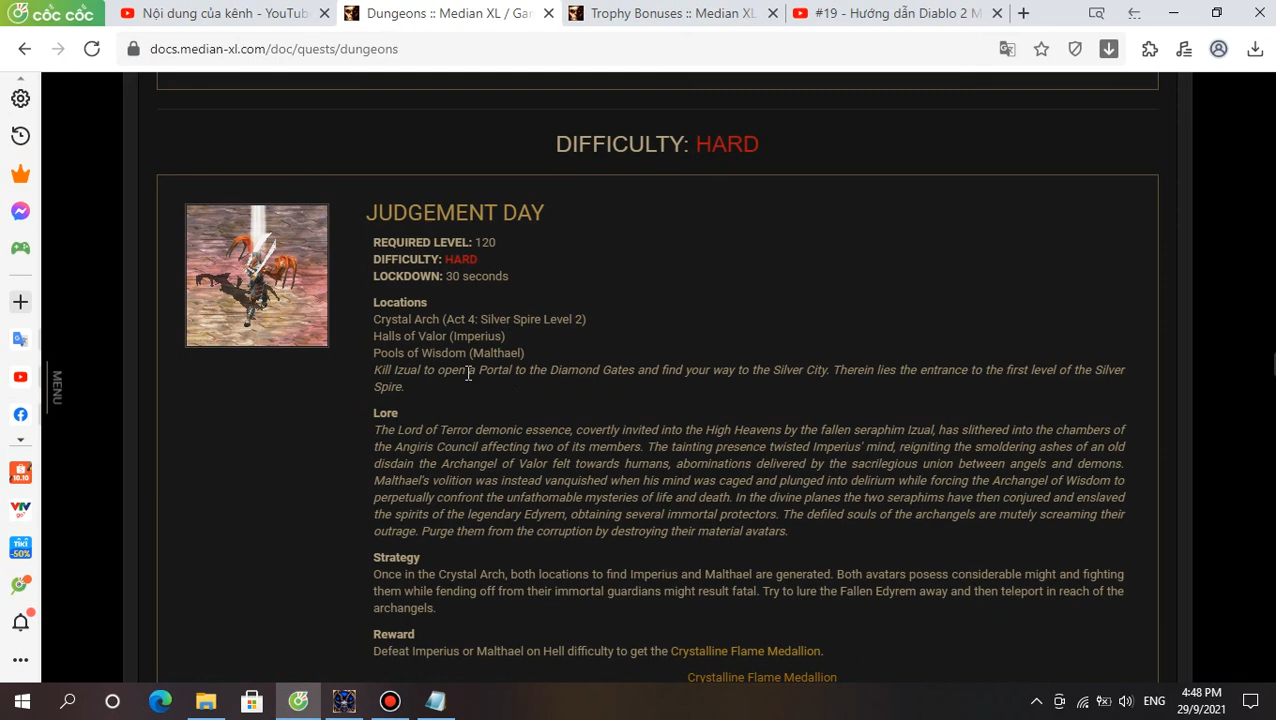 cốc cốc
Nội dung của kênh - YouTub
Dungeons :: Median XL / Gar
Trophy Bonuses :: Median XL
#19 - Hướng dẫn Diablo 2 M
docs.median-xl.com/doc/quests/dungeons
MENU
DIFFICULTY: HARD
JUDGEMENT DAY
REQUIRED LEVEL: 120
DIFFICULTY: HARD
LOCKDOWN: 30 seconds
Locations
Crystal Arch (Act 4: Silver Spire Level 2)
Halls of Valor (Imperius)
Pools of Wisdom (Malthael)
Kill Izual to open a Portal to the Diamond Gates and find your way to the Silver City. Therein lies the entrance to the first level of the Silver
Spire.
Lore
The Lord of Terror demonic essence, covertly invited into the High Heavens by the fallen seraphim Izual, has slithered into the chambers of
the Angiris Council affecting two of its members. The tainting presence twisted Imperius' mind, reigniting the smoldering ashes of an old
disdain the Archangel of Valor felt towards humans, abominations delivered by the sacrilegious union between angels and demons.
Malthael's volition was instead vanquished when his mind was caged and plunged into delirium while forcing the Archangel of Wisdom to
perpetually confront the unfathomable mysteries of life and death. In the divine planes the two seraphims have then conjured and enslaved
the spirits of the legendary Edyrem, obtaining several immortal protectors. The defiled souls of the archangels are mutely screaming their
outrage. Purge them from the corruption by destroying their material avatars.
Strategy
Once in the Crystal Arch, both locations to find Imperius and Malthael are generated. Both avatars posess considerable might and fighting
them while fending off from their immortal guardians might result fatal. Try to lure the Fallen Edyrem away and then teleport in reach of the
archangels.
Reward
Defeat Imperius or Malthael on Hell difficulty to get the Crystalline Flame Medallion.
Crystalline Flame Medallion
10.10
VTV
go
TIKI
-50%
ENG
4:48 PM
29/9/2021